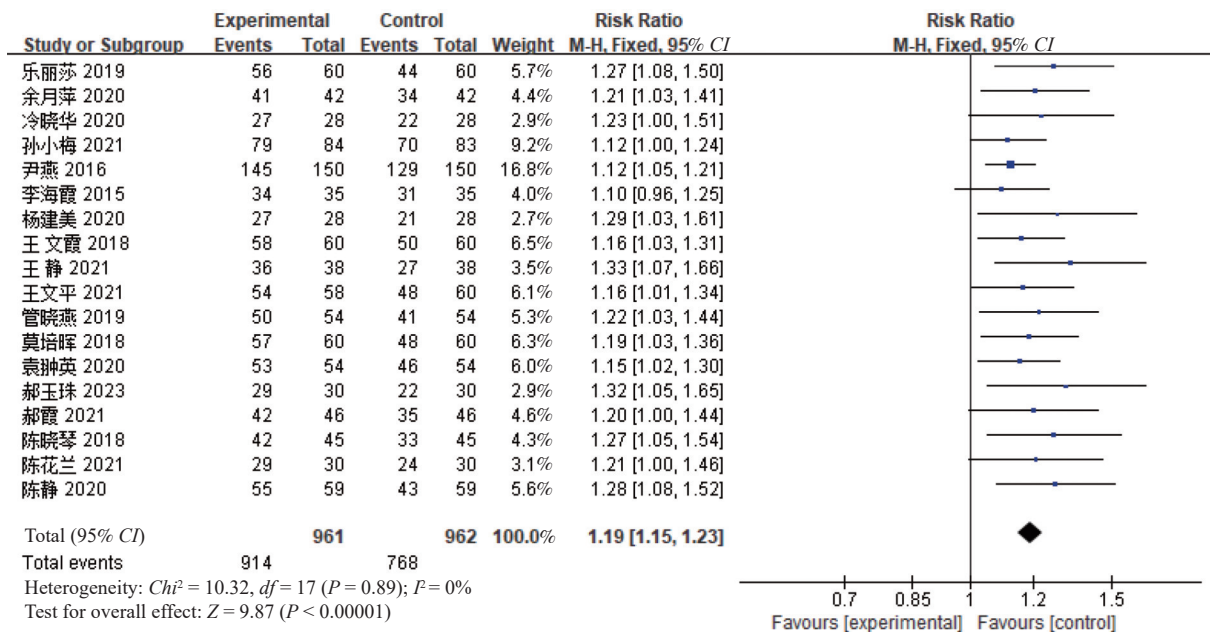 Experimental Control Risk Ratio Risk Ratio
Study or Subgroup Events Total Events Total Weight M-H, Fixed, 95% CI M-H, Fixed, 95% CI
乐丽莎 2019 56 60 44 60 5.7% 1.27 [1.08, 1.50]
余月萍 2020 41 42 34 42 4.4% 1.21 [1.03, 1.41]
冷晓华 2020 27 28 22 28 2.9% 1.23 [1.00, 1.51]
孙小梅 2021 79 84 70 83 9.2% 1.12 [1.00, 1.24]
尹燕 2016 145 150 129 150 16.8% 1.12 [1.05, 1.21]
李海霞 2015 34 35 31 35 4.0% 1.10 [0.96, 1.25]
杨建美 2020 27 28 21 28 2.7% 1.29 [1.03, 1.61]
王 文霞 2018 58 60 50 60 6.5% 1.16 [1.03, 1.31]
王 静 2021 36 38 27 38 3.5% 1.33 [1.07, 1.66]
王文平 2021 54 58 48 60 6.1% 1.16 [1.01, 1.34]
管晓燕 2019 50 54 41 54 5.3% 1.22 [1.03, 1.44]
莫培晖 2018 57 60 48 60 6.3% 1.19 [1.03, 1.36]
袁翀英 2020 53 54 46 54 6.0% 1.15 [1.02, 1.30]
郝玉珠 2023 29 30 22 30 2.9% 1.32 [1.05, 1.65]
郝霞 2021 42 46 35 46 4.6% 1.20 [1.00, 1.44]
陈晓琴 2018 42 45 33 45 4.3% 1.27 [1.05, 1.54]
陈花兰 2021 29 30 24 30 3.1% 1.21 [1.00, 1.46]
陈静 2020 55 59 43 59 5.6% 1.28 [1.08, 1.52]
Total (95% CI) 961 962 100.0% 1.19 [1.15, 1.23]
Total events 914 768
Heterogeneity: Chi² = 10.32, df = 17 (P = 0.89); I² = 0%
Test for overall effect: Z = 9.87 (P < 0.00001)
0.7 0.85 1 1.2 1.5
Favours [experimental] Favours [control]